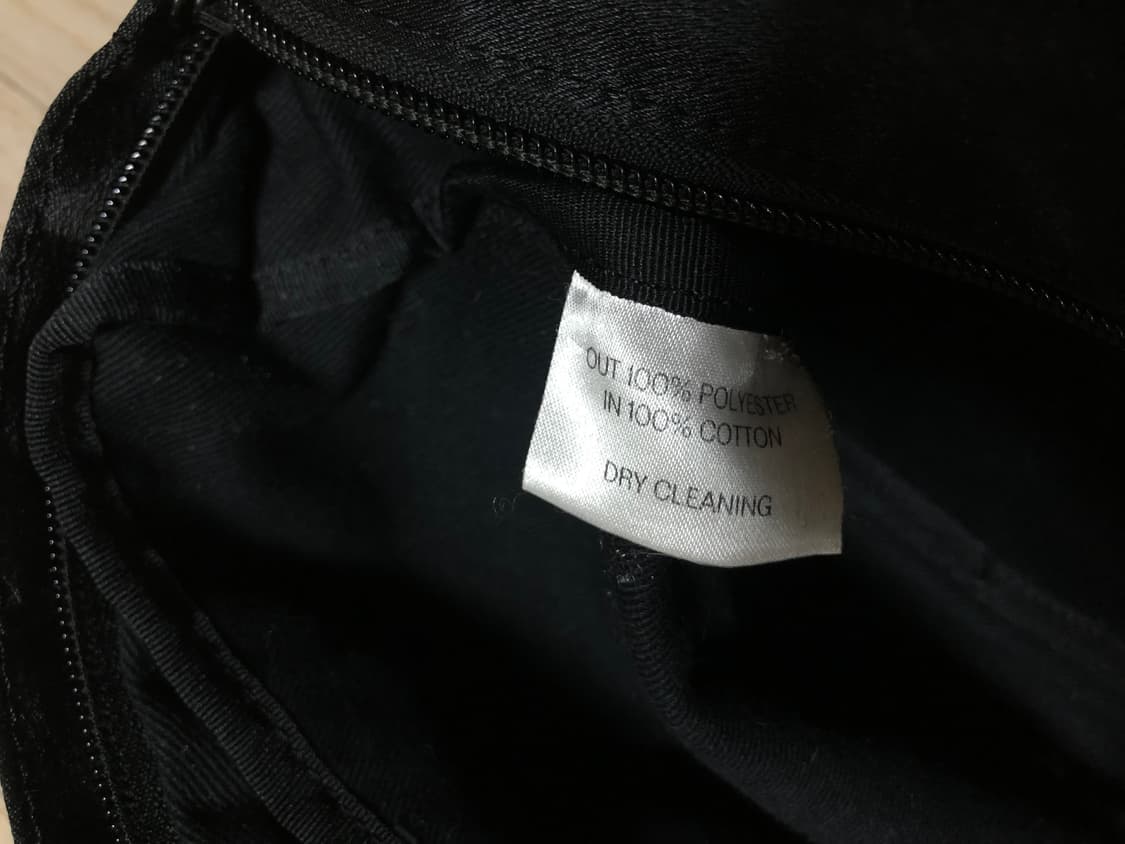 OUT 100% POLYESTER
IN 100% COTTON
DRY CLEANING